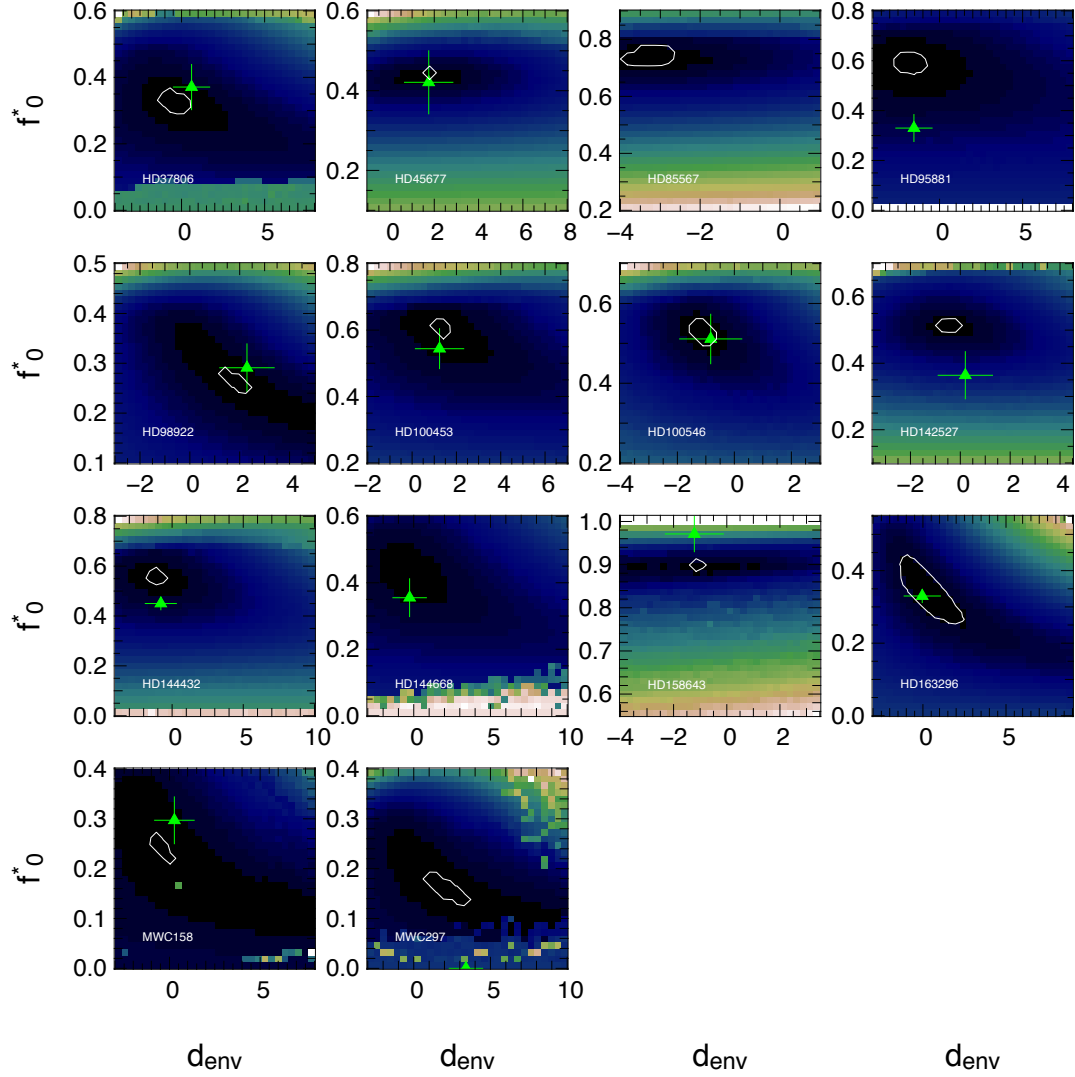 0.6 0.6 0.8
f*0 0.4 0.4 0.8 0.6
0.6 0.4
0.2 0.2 0.4 0.2
HD37806 HD45677 HD85567 HD95881
0.0 0.2 0.0
0 5 0 2 4 6 8 −4 −2 0 0 5
0.5 0.8
f*0 0.4 0.6 0.6 0.6
0.3 0.4 0.4 0.4
0.2 0.2
HD98922 HD100453 HD100546 HD142527
0.1 0.2 0.2
−2 0 2 4 −2 0 2 4 6 −2 0 2 −2 0 2 4
0.8 0.6 1.0
f*0 0.6 0.4 0.9 0.4
0.4 0.8
0.2 0.2 0.7 0.2
HD144432 HD144668 HD158643 HD163296
0.0 0.0 0.6 0.0
0 5 10 0 5 10 −4 −2 0 2 0 5
0.4 0.4
f*0 0.3 0.3
0.2 0.2
0.1 0.1
MWC158 MWC297
0.0 0.0
0 5 0 5 10
denv denv denv denv